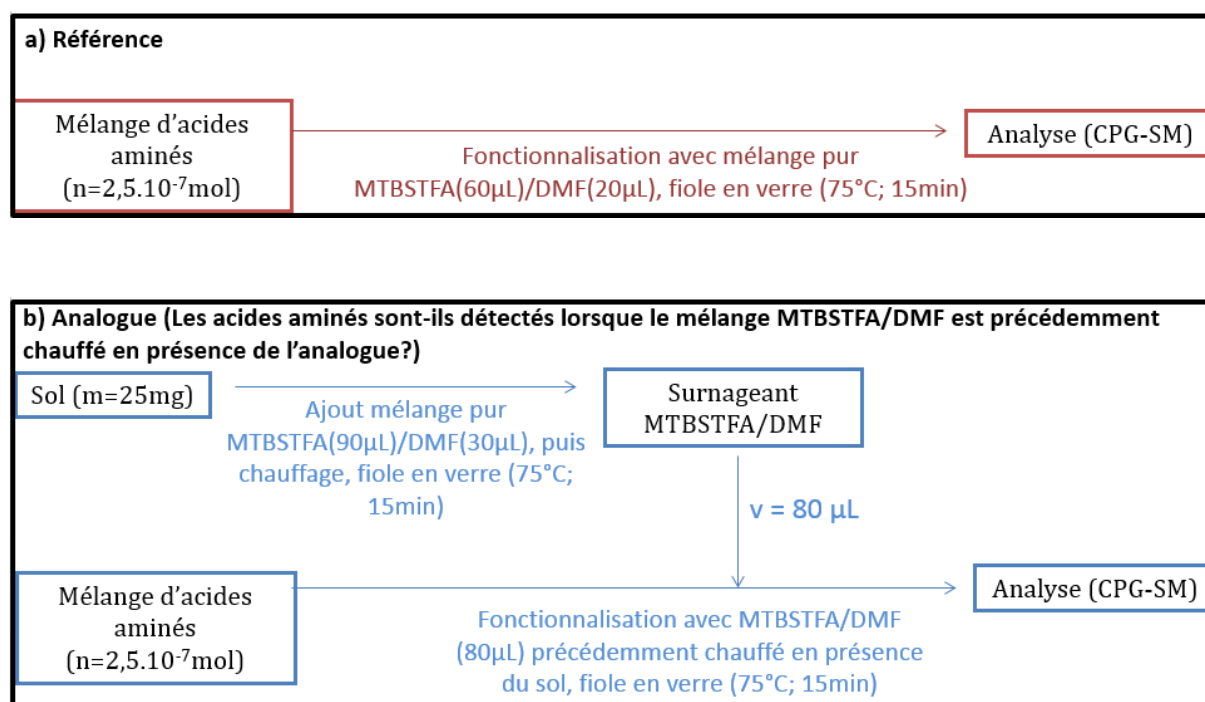 a) Référence
Mélange d’acides
aminés
(n=2,5.10⁻⁷mol)
Fonctionnalisation avec mélange pur
MTBSTFA(60µL)/DMF(20µL), fiole en verre (75°C; 15min)
Analyse (CPG-SM)
b) Analogue (Les acides aminés sont-ils détectés lorsque le mélange MTBSTFA/DMF est précédemment
chauffé en présence de l’analogue?)
Sol (m=25mg)
Ajout mélange pur
MTBSTFA(90µL)/DMF(30µL), puis
chauffage, fiole en verre (75°C;
15min)
Surnageant
MTBSTFA/DMF
v = 80 µL
Mélange d’acides
aminés
(n=2,5.10⁻⁷mol)
Fonctionnalisation avec MTBSTFA/DMF
(80µL) précédemment chauffé en présence
du sol, fiole en verre (75°C; 15min)
Analyse (CPG-SM)